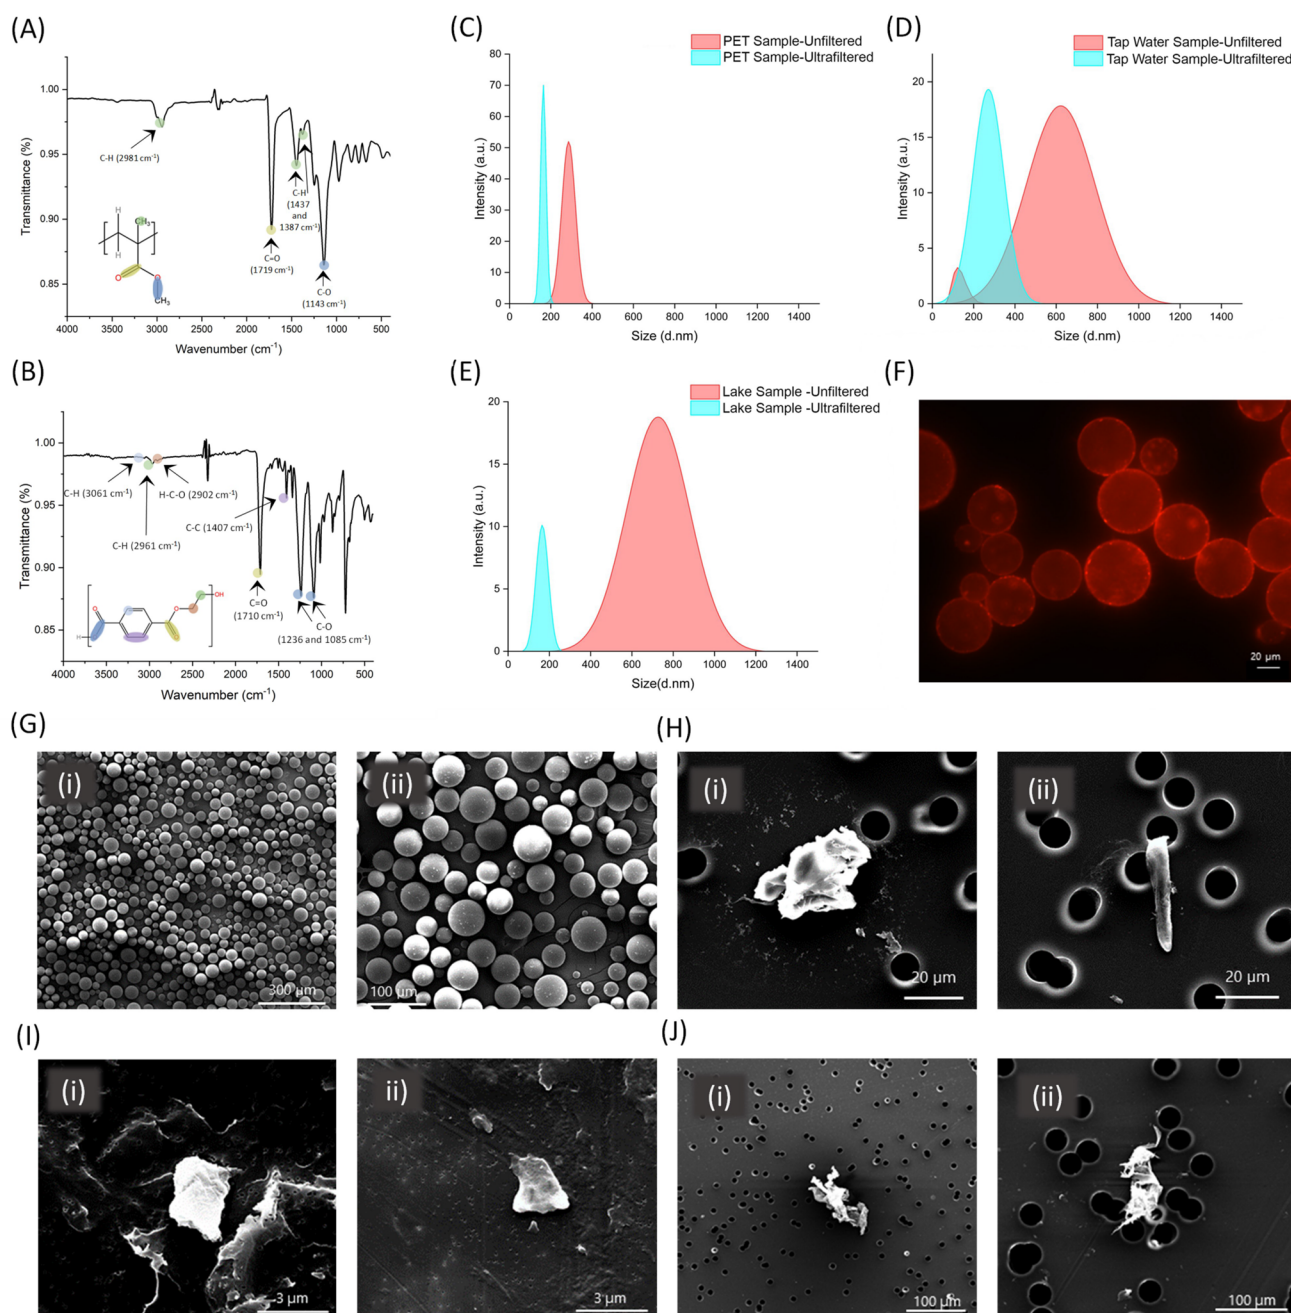 (A)
1.00
0.95
0.90
0.85
Transmittance (%)
C-H (2981 cm⁻¹)
C-H
(1437
and
1387 cm⁻¹)
C=O
(1719 cm⁻¹)
C-O
(1143 cm⁻¹)
H
H
CH₃
O
O
CH₃
4000 3500 3000 2500 2000 1500 1000 500
Wavenumber (cm⁻¹)
(C)
PET Sample-Unfiltered
PET Sample-Ultrafiltered
80
70
60
50
40
30
20
10
0
Intensity (a.u.)
0 200 400 600 800 1000 1200 1400
Size (d.nm)
(D)
Tap Water Sample-Unfiltered
Tap Water Sample-Ultrafiltered
20
15
10
5
0
Intensity (a.u.)
0 200 400 600 800 1000 1200 1400
Size (d.nm)
(B)
1.00
0.95
0.90
0.85
Transmittance (%)
C-H (3061 cm⁻¹)
H-C-O (2902 cm⁻¹)
C-C (1407 cm⁻¹)
C-H (2961 cm⁻¹)
C=O
(1710 cm⁻¹)
C-O
(1236 and 1085 cm⁻¹)
O
O
OH
H
4000 3500 3000 2500 2000 1500 1000 500
Wavenumber (cm⁻¹)
(E)
Lake Sample -Unfiltered
Lake Sample -Ultrafiltered
20
15
10
5
0
Intensity (a.u.)
0 200 400 600 800 1000 1200 1400
Size(d.nm)
(F)
20 µm
(G)
(i)
300 µm
(ii)
100 µm
(H)
(i)
20 µm
(ii)
20 µm
(I)
(i)
3 µm
ii)
3 µm
(J)
(i)
100 µm
(ii)
100 µm